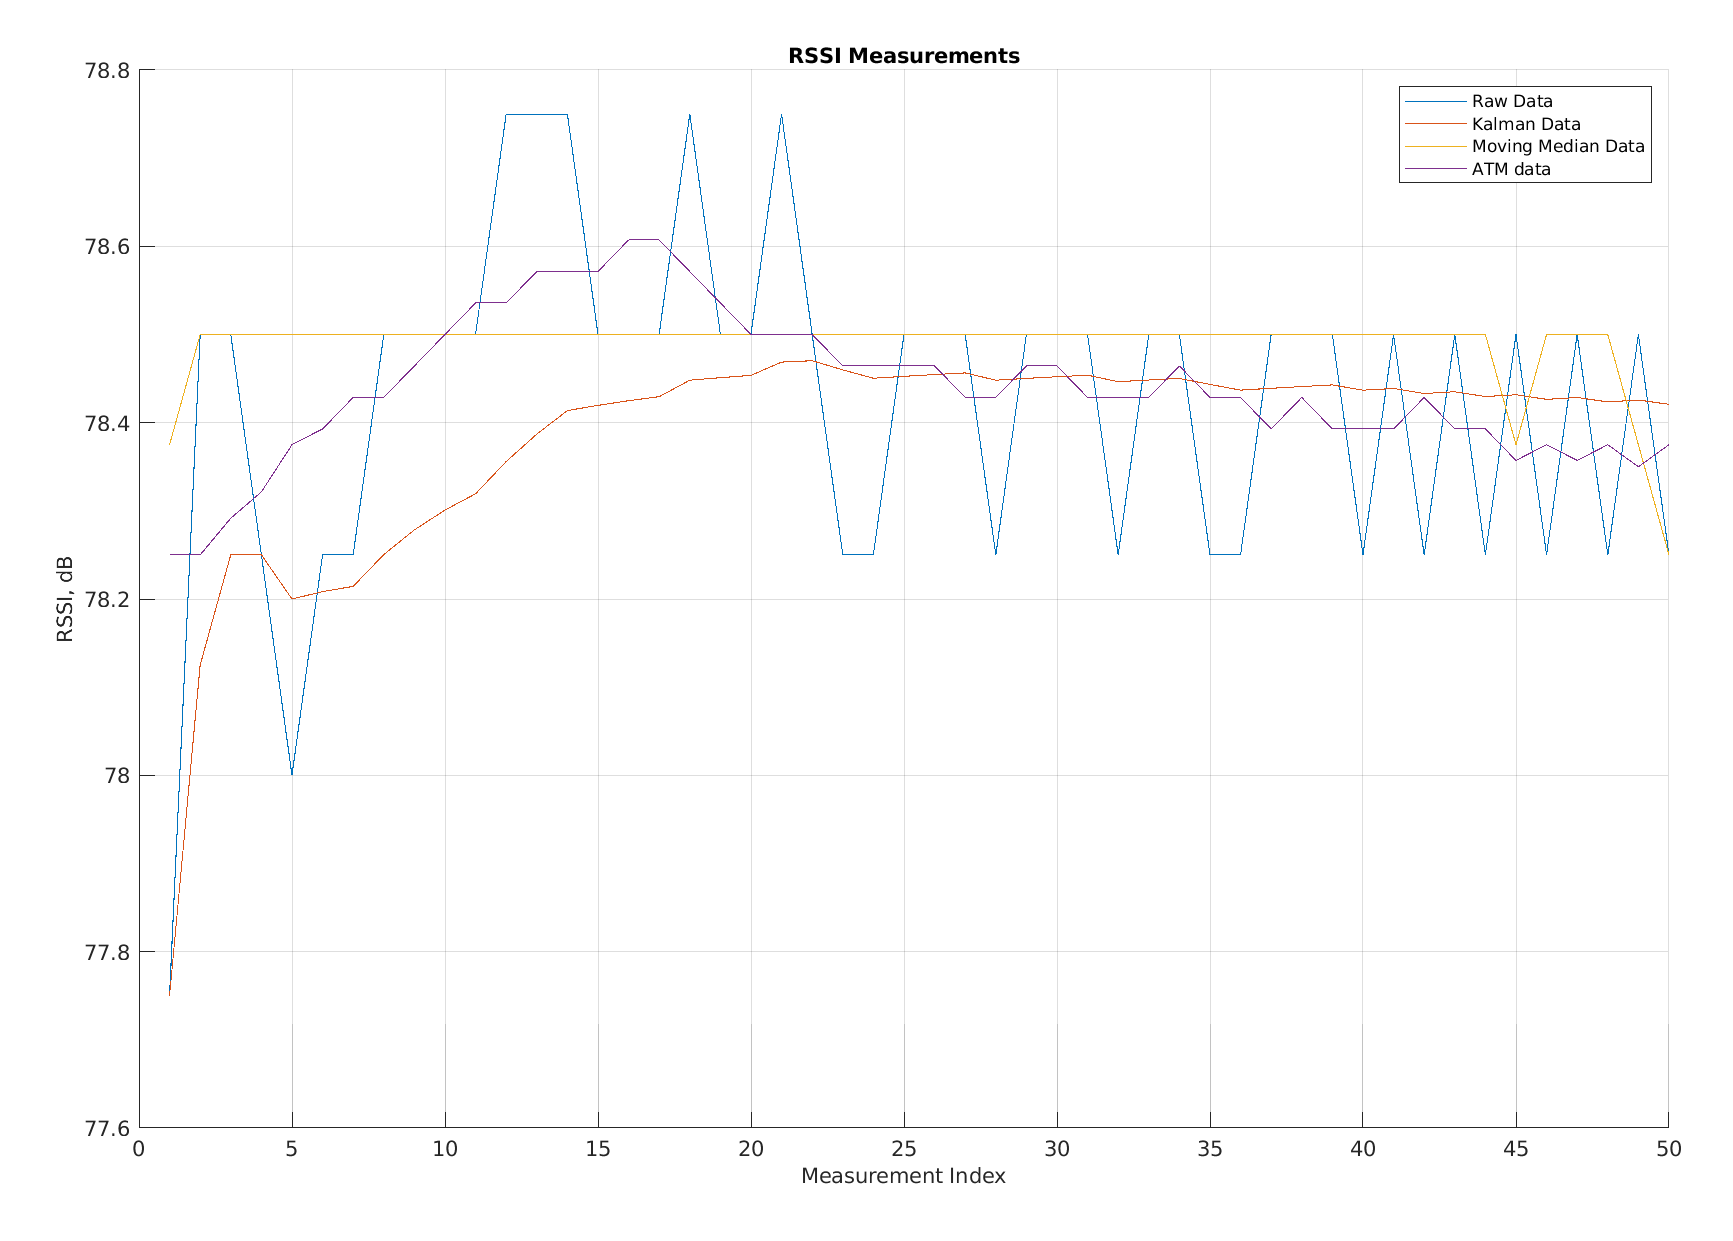 RSSI Measurements
78.8
78.6
78.4
78.2
78
77.8
77.6
RSSI, dB
Raw Data
Kalman Data
Moving Median Data
ATM data
0 5 10 15 20 25 30 35 40 45 50
Measurement Index